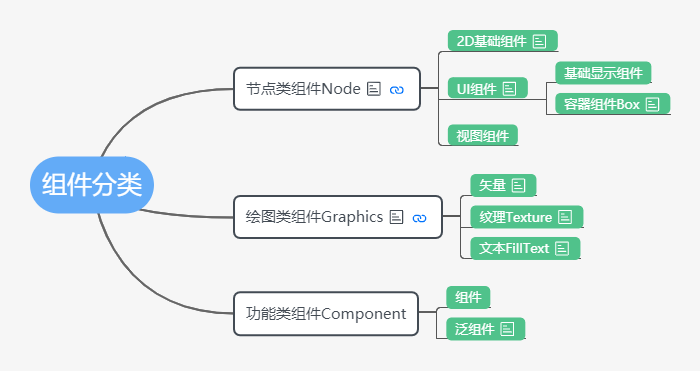 组件分类
节点类组件Node
2D基础组件
UI组件
基础显示组件
容器组件Box
视图组件
绘图类组件Graphics
矢量
纹理Texture
文本FillText
功能类组件Component
组件
泛组件